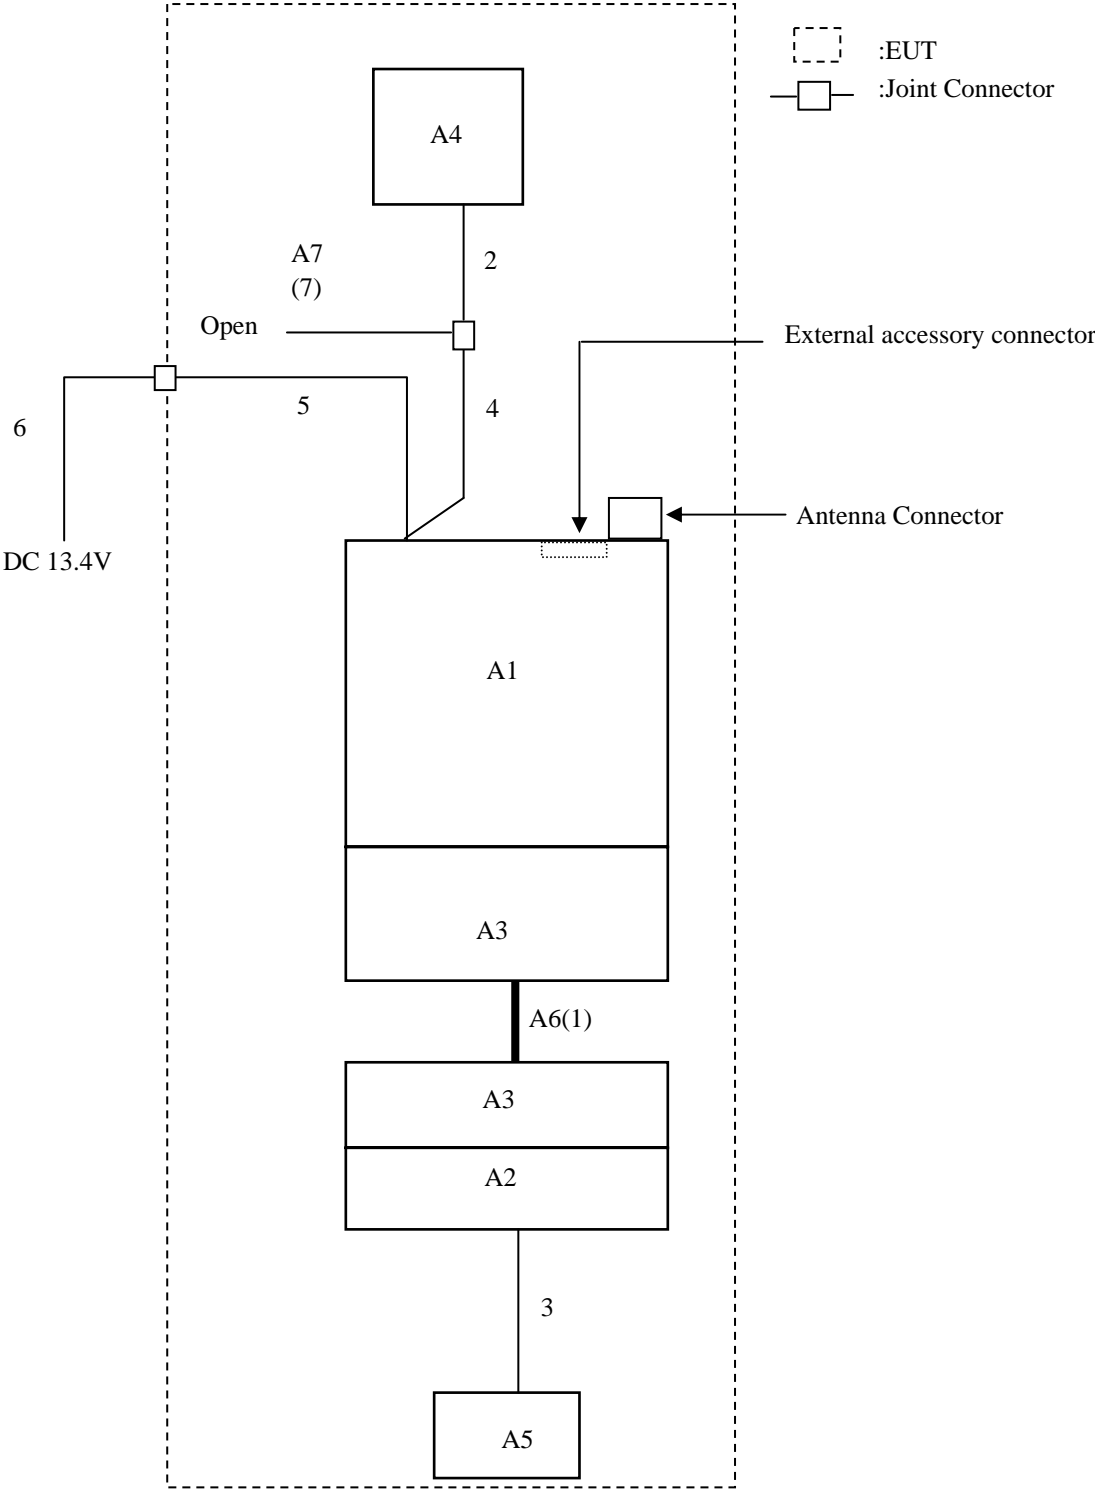 :EUT
:Joint Connector
A4
A7
(7)
2
Open
External accessory connector
5
4
6
Antenna Connector
DC 13.4V
A1
A3
A6(1)
A3
A2
3
A5